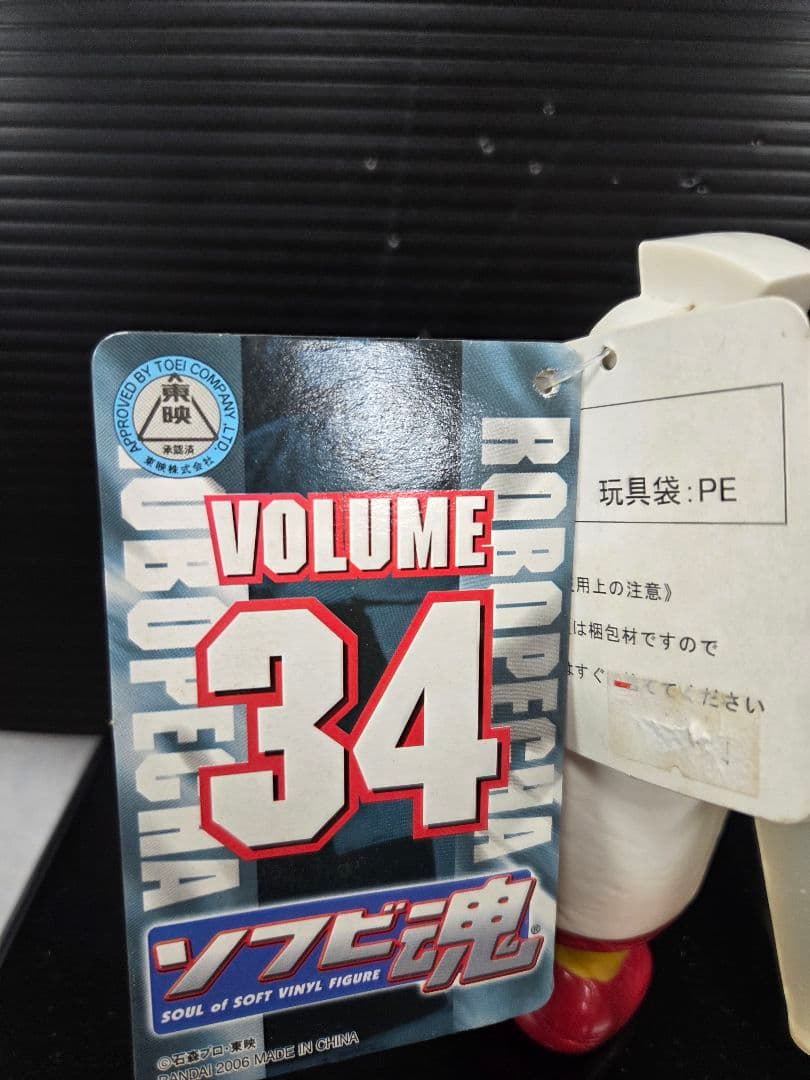 APPROVED BY TOEI COMPANY, LTD.
東映
承認済
東映株式会社
ROBOPECHA
VOLUME
34
ROBOPECHA
ソフビ魂®
SOUL of SOFT VINYL FIGURE
©石森プロ・東映
BANDAI 2006 MADE IN CHINA
玩具袋:PE
用上の注意》
は梱包材ですので
はすぐ
てください